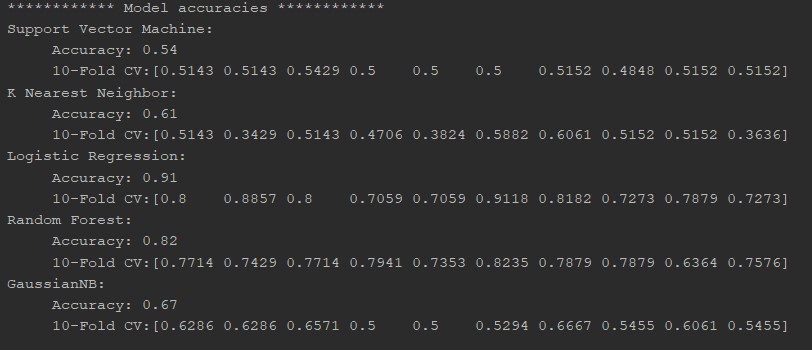 ************ Model accuracies ************
Support Vector Machine:
     Accuracy: 0.54
     10-Fold CV:[0.5143 0.5143 0.5429 0.5    0.5    0.5    0.5152 0.4848 0.5152 0.5152]
K Nearest Neighbor:
     Accuracy: 0.61
     10-Fold CV:[0.5143 0.3429 0.5143 0.4706 0.3824 0.5882 0.6061 0.5152 0.5152 0.3636]
Logistic Regression:
     Accuracy: 0.91
     10-Fold CV:[0.8    0.8857 0.8    0.7059 0.7059 0.9118 0.8182 0.7273 0.7879 0.7273]
Random Forest:
     Accuracy: 0.82
     10-Fold CV:[0.7714 0.7429 0.7714 0.7941 0.7353 0.8235 0.7879 0.7879 0.6364 0.7576]
GaussianNB:
     Accuracy: 0.67
     10-Fold CV:[0.6286 0.6286 0.6571 0.5    0.5    0.5294 0.6667 0.5455 0.6061 0.5455]